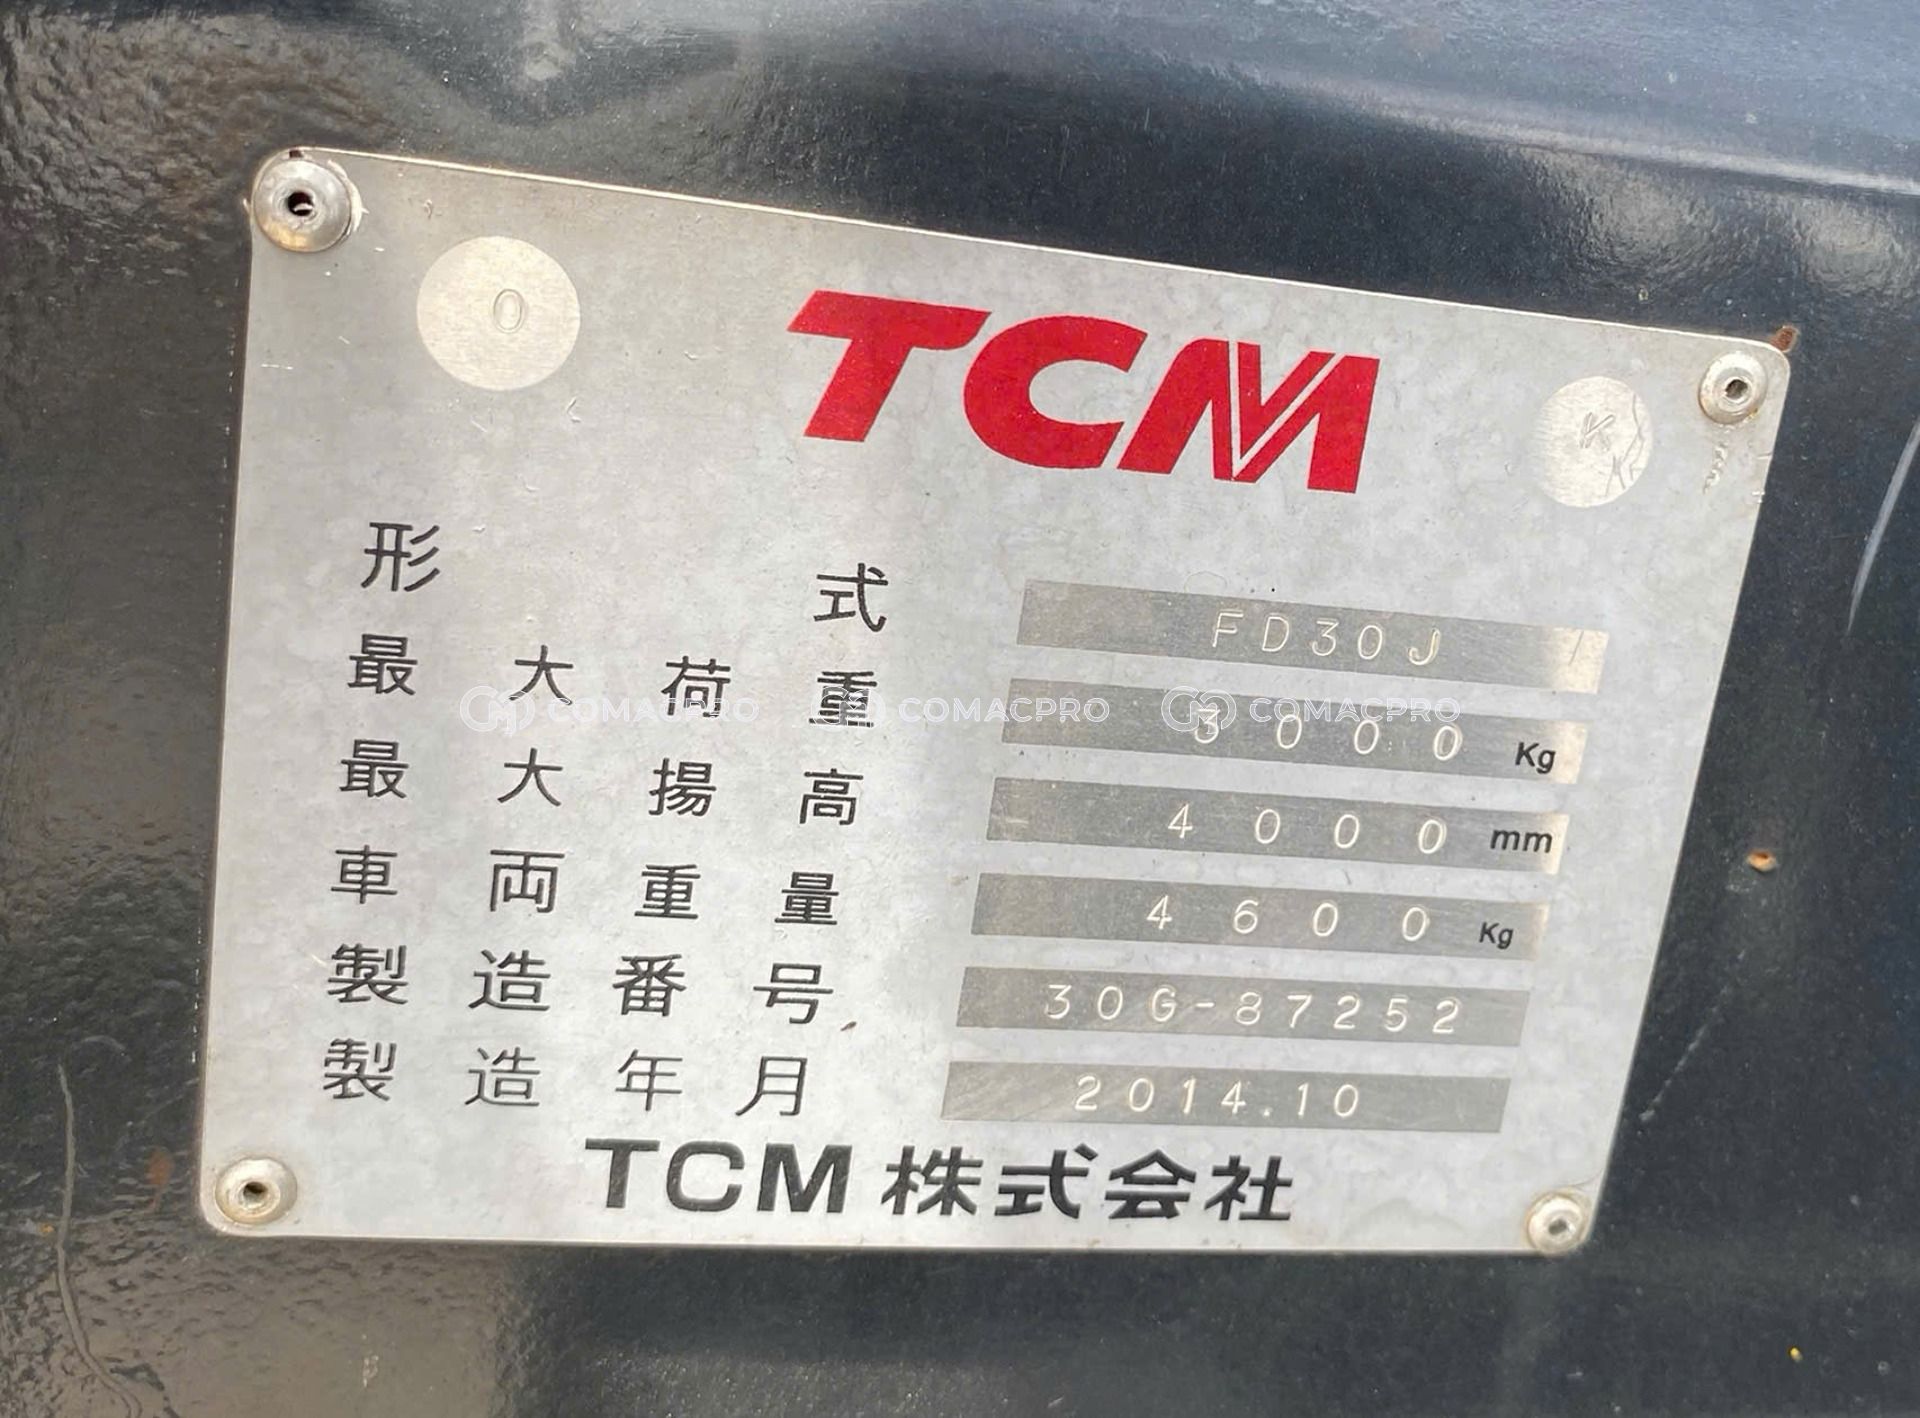 O
TCM
K
形式 FD30J /
最大荷重 3000 Kg
COMACPRO COMACPRO COMACPRO
最大揚高 4000 mm
車両重量 4600 Kg
製造番号 30G-87252
製造年月 2014.10
TCM 株式会社